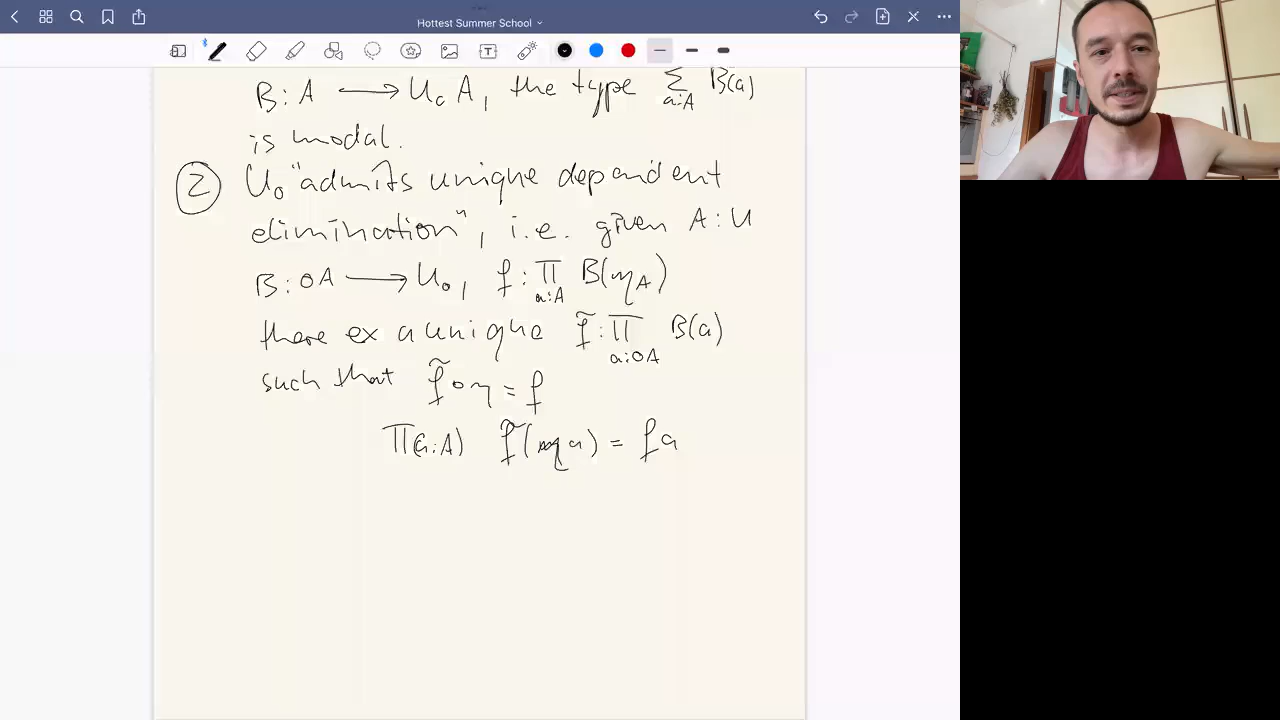 Hottest Summer School
B : A ⟶ U₀ A, the type Σ_{a:A} B(a)
is modal.
② U₀ "admits unique dependent
elimination", i.e. given A : U
B : ○A ⟶ U₀, f : Π_{a:A} B(η_A)
there ex a unique f̃ : Π_{a:○A} B(a)
such that f̃ ∘ η = f
Π(a:A) f̃(η a) = f a